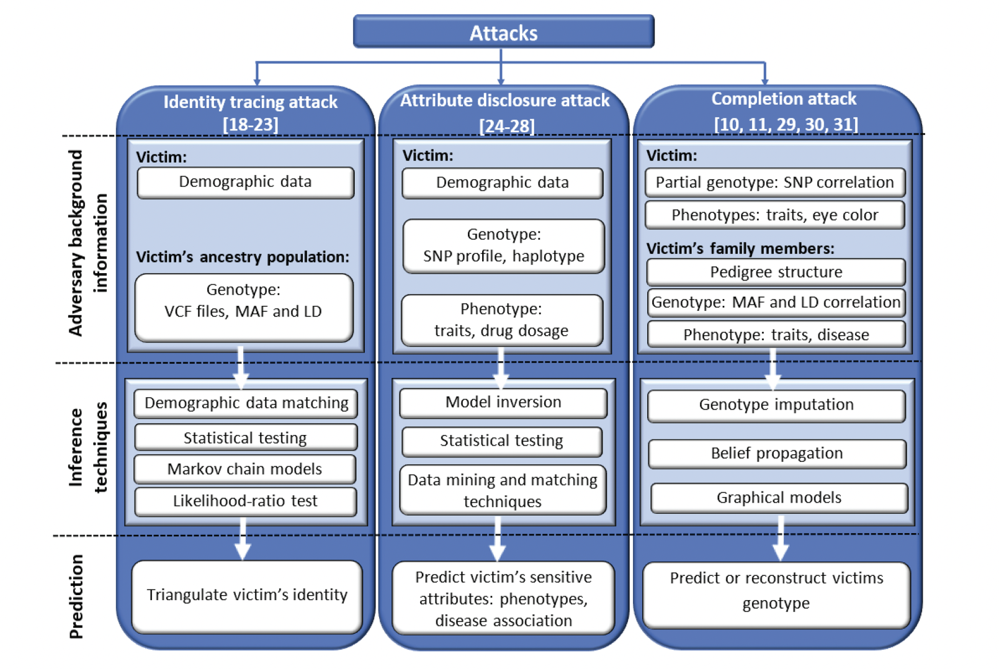 Attacks
Identity tracing attack
[18-23]
Attribute disclosure attack
[24-28]
Completion attack
[10, 11, 29, 30, 31]
Adversary background
information
Victim:
Demographic data
Victim’s ancestry population:
Genotype:
VCF files, MAF and LD
Victim:
Demographic data
Genotype:
SNP profile, haplotype
Phenotype:
traits, drug dosage
Victim:
Partial genotype: SNP correlation
Phenotypes: traits, eye color
Victim’s family members:
Pedigree structure
Genotype: MAF and LD correlation
Phenotype: traits, disease
Inference
techniques
Demographic data matching
Statistical testing
Markov chain models
Likelihood-ratio test
Model inversion
Statistical testing
Data mining and matching
techniques
Genotype imputation
Belief propagation
Graphical models
Prediction
Triangulate victim’s identity
Predict victim’s sensitive
attributes: phenotypes,
disease association
Predict or reconstruct victims
genotype